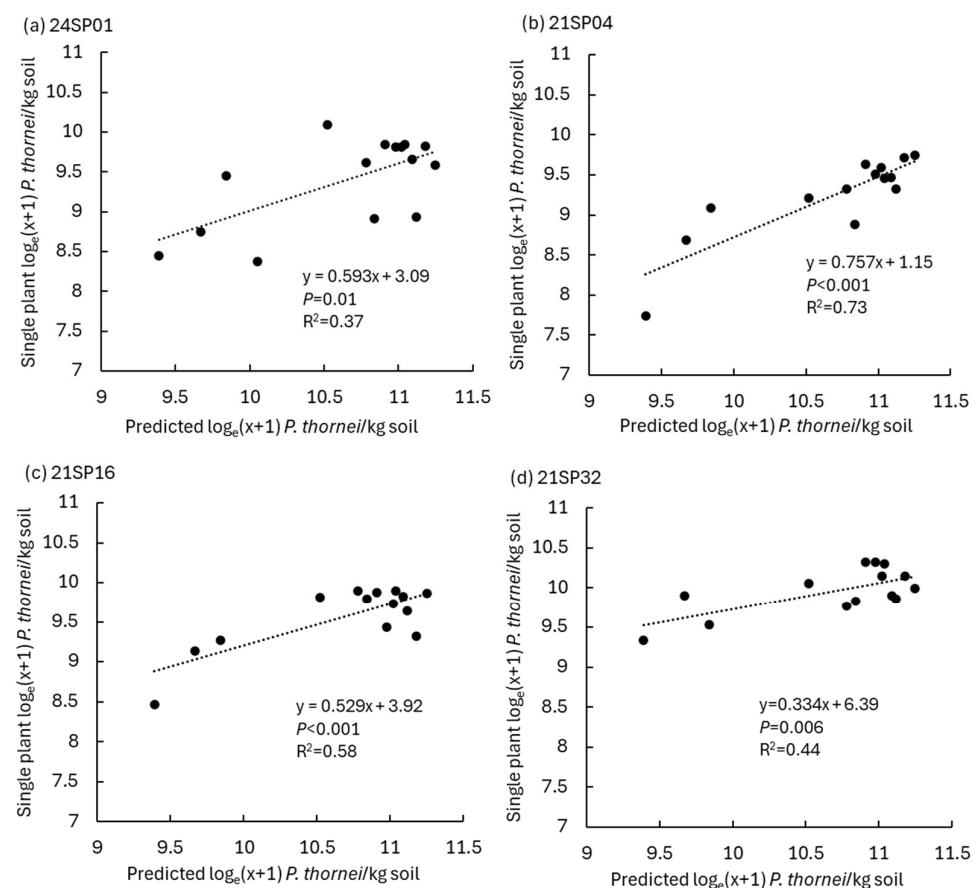 (a) 24SP01
Single plant logₑ(x+1) P. thornei/kg soil
11
10.5
10
9.5
9
8.5
8
7.5
7
y = 0.593x + 3.09
P=0.01
R²=0.37
9 9.5 10 10.5 11 11.5
Predicted logₑ(x+1) P. thornei/kg soil
(b) 21SP04
Single plant logₑ(x+1) P. thornei/kg soil
11
10.5
10
9.5
9
8.5
8
7.5
7
y = 0.757x + 1.15
P<0.001
R²=0.73
9 9.5 10 10.5 11 11.5
Predicted logₑ(x+1) P. thornei/kg soil
(c) 21SP16
Single plant logₑ(x+1) P. thornei/kg soil
11
10.5
10
9.5
9
8.5
8
7.5
7
y = 0.529x + 3.92
P<0.001
R²=0.58
9 9.5 10 10.5 11 11.5
Predicted logₑ(x+1) P. thornei/kg soil
(d) 21SP32
Single plant logₑ(x+1) P. thornei/kg soil
11
10.5
10
9.5
9
8.5
8
7.5
7
y=0.334x + 6.39
P=0.006
R²=0.44
9 9.5 10 10.5 11 11.5
Predicted logₑ(x+1) P. thornei/kg soil